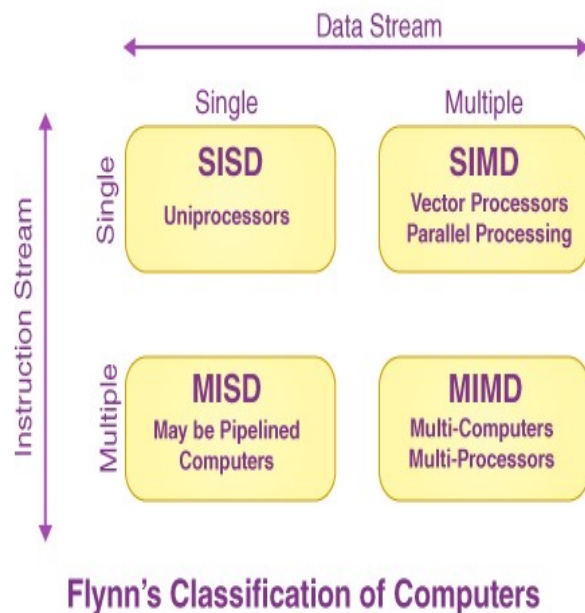 Data Stream
Single
Multiple
Instruction Stream
Single
SISD
Uniprocessors
SIMD
Vector Processors
Parallel Processing
Multiple
MISD
May be Pipelined
Computers
MIMD
Multi-Computers
Multi-Processors
Flynn's Classification of Computers